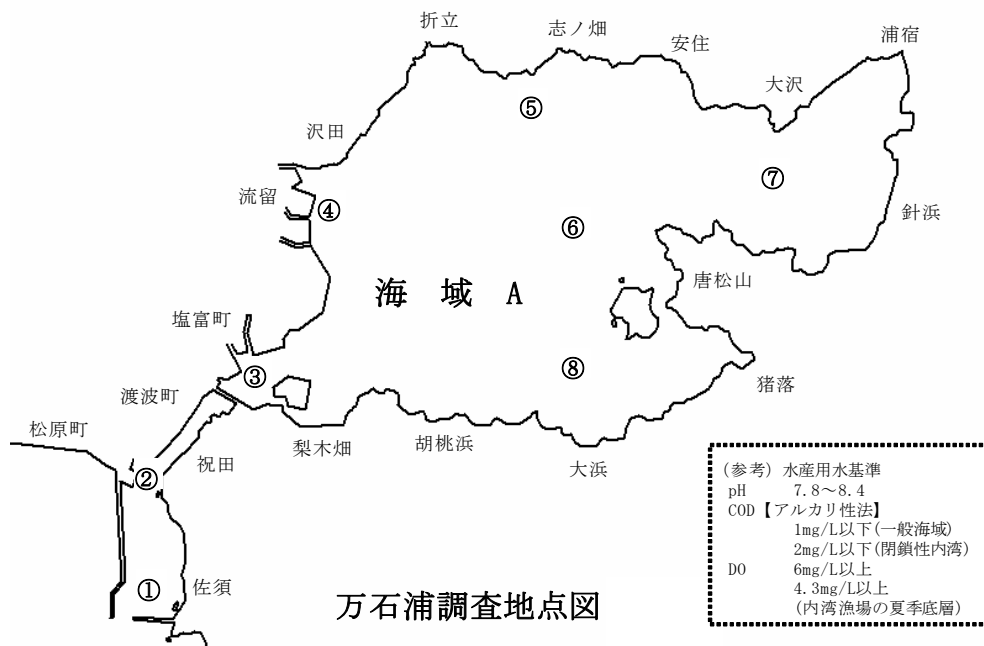 折立
志ノ畑
安住
浦宿
大沢
沢田
⑤
⑦
流留
④
⑥
針浜
唐松山
海 域 A
塩富町
③
⑧
猪落
渡波町
松原町
梨木畑
胡桃浜
大浜
祝田
②
①
佐須
万石浦調査地点図
(参考) 水産用水基準
pH 7.8～8.4
COD【アルカリ性法】
1mg/L以下(一般海域)
2mg/L以下(閉鎖性内湾)
DO 6mg/L以上
4.3mg/L以上
(内湾漁場の夏季底層)